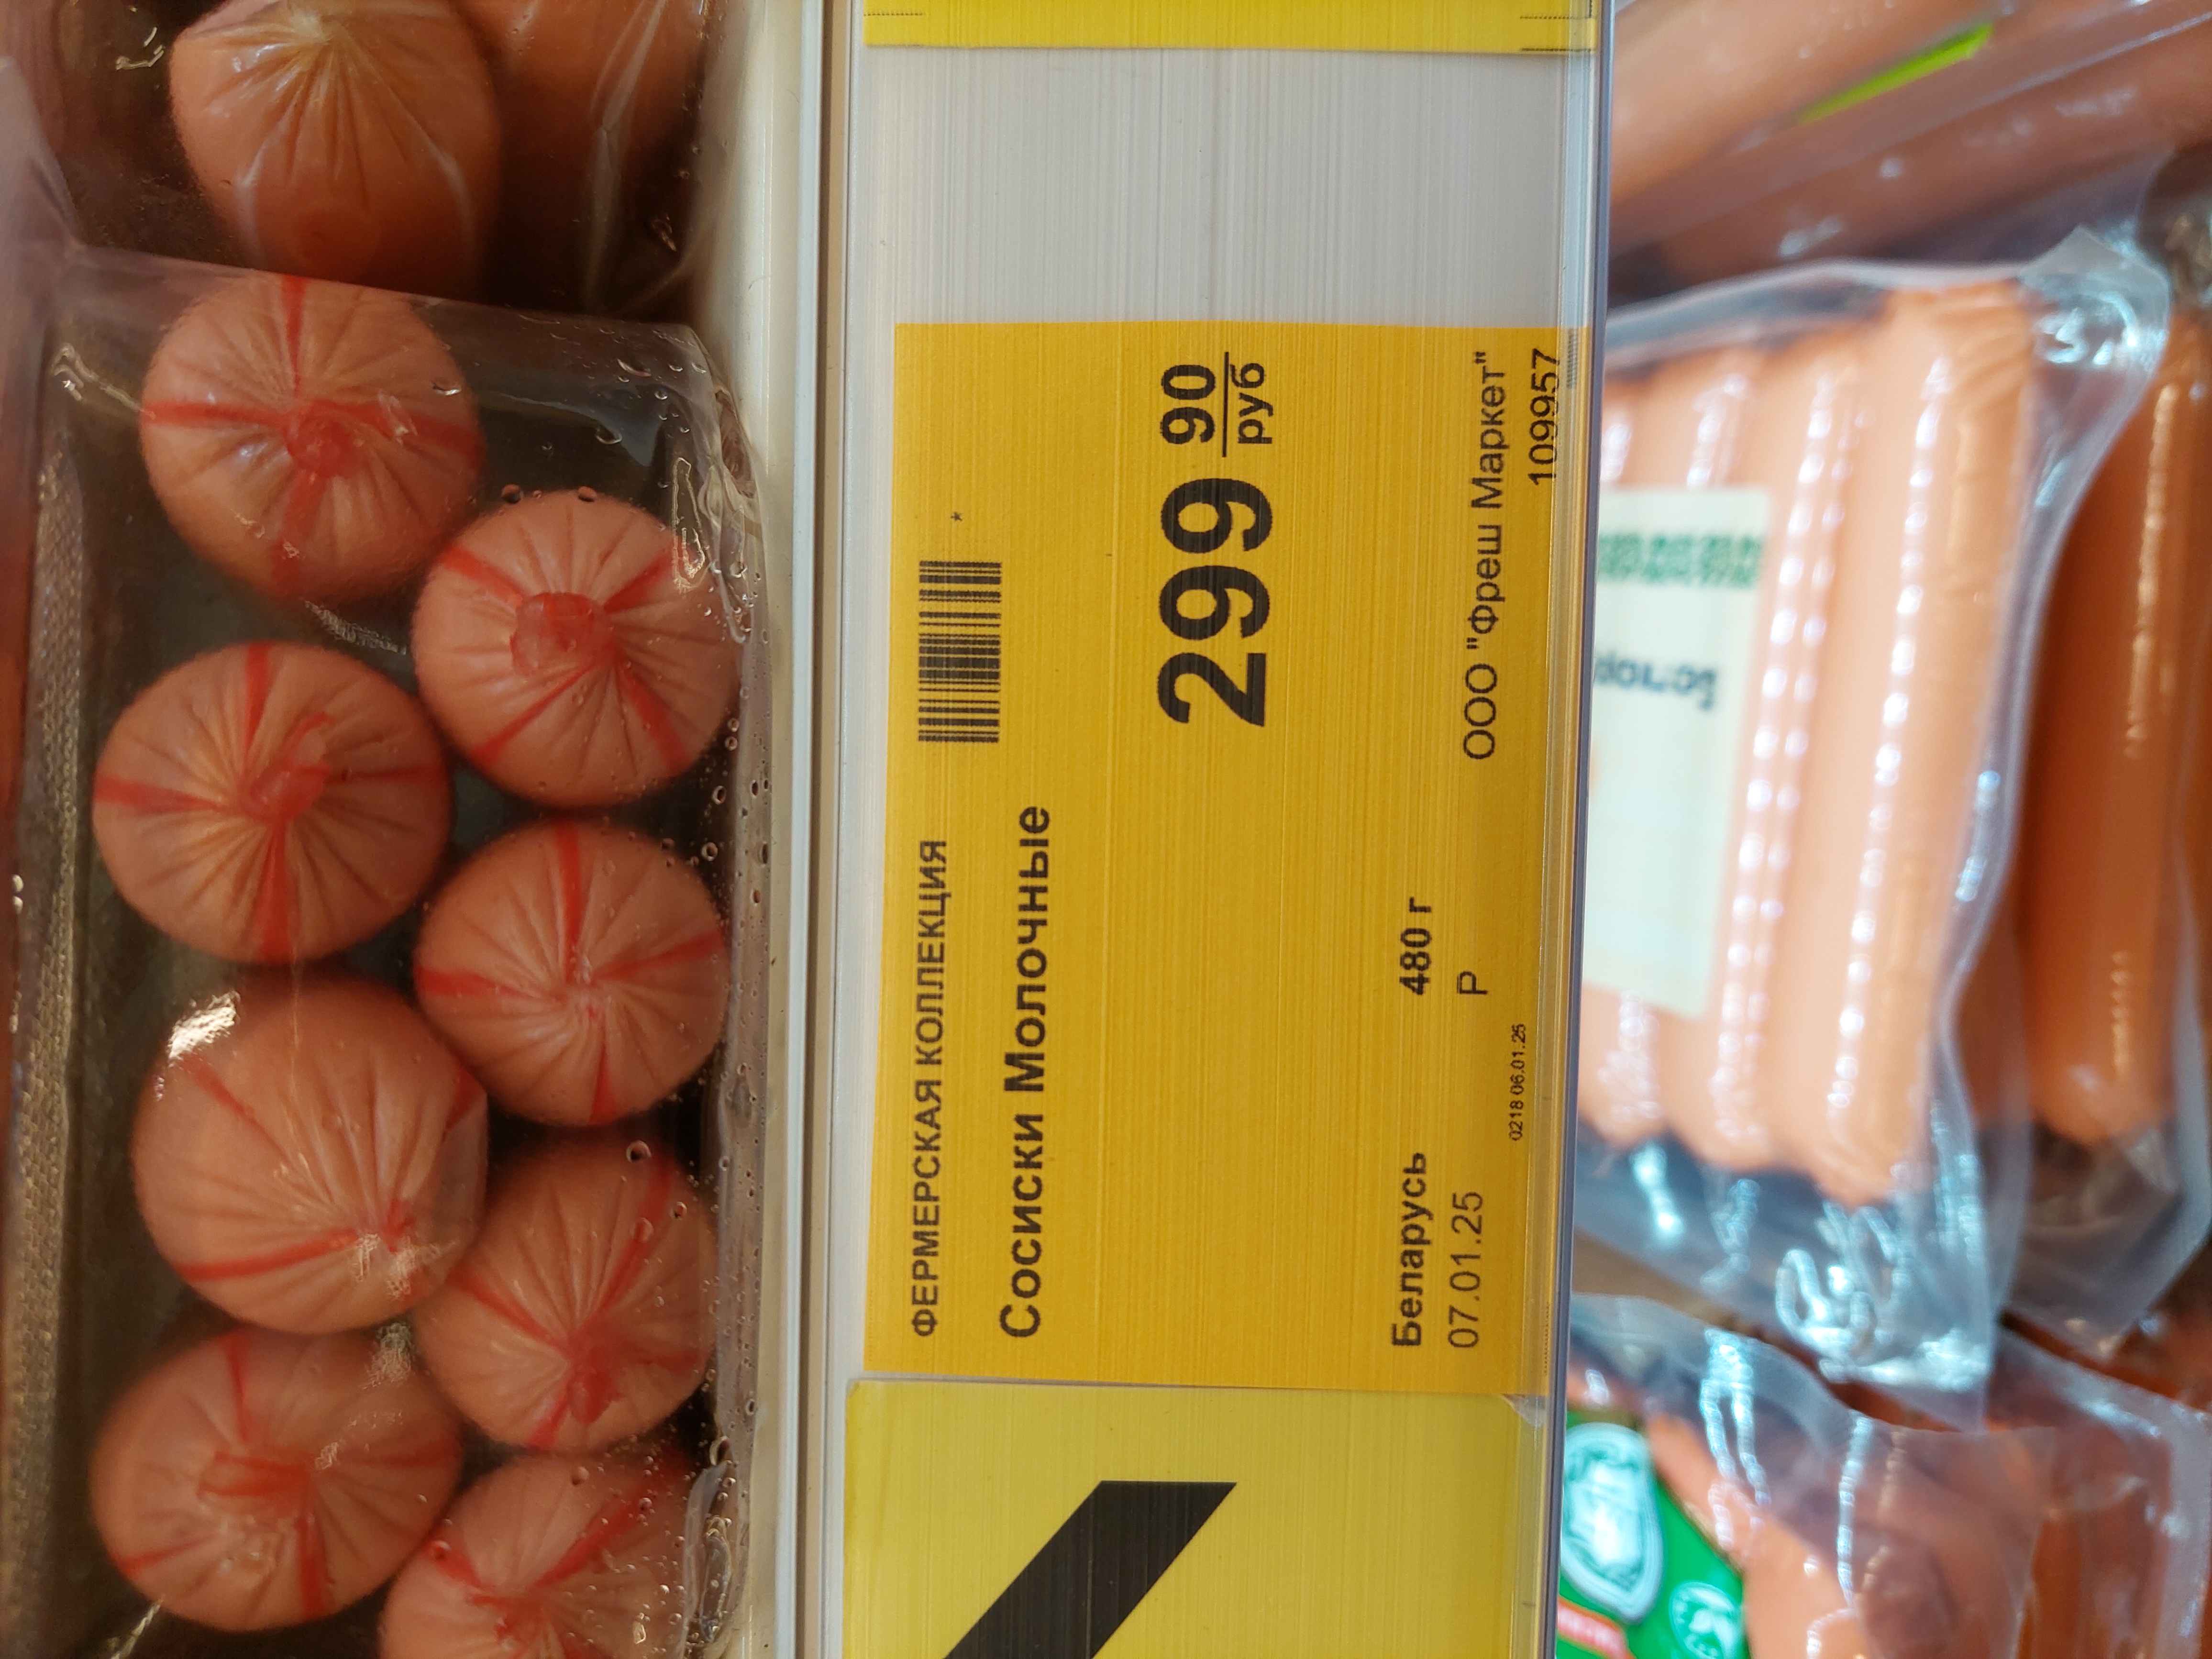 ФЕРМЕРСКАЯ КОЛЛЕКЦИЯ
*
Сосиски Молочные
299 90
руб
Беларусь 480 г
07.01.25 Р ООО "Фреш Маркет"
0218 06.01.25
109957